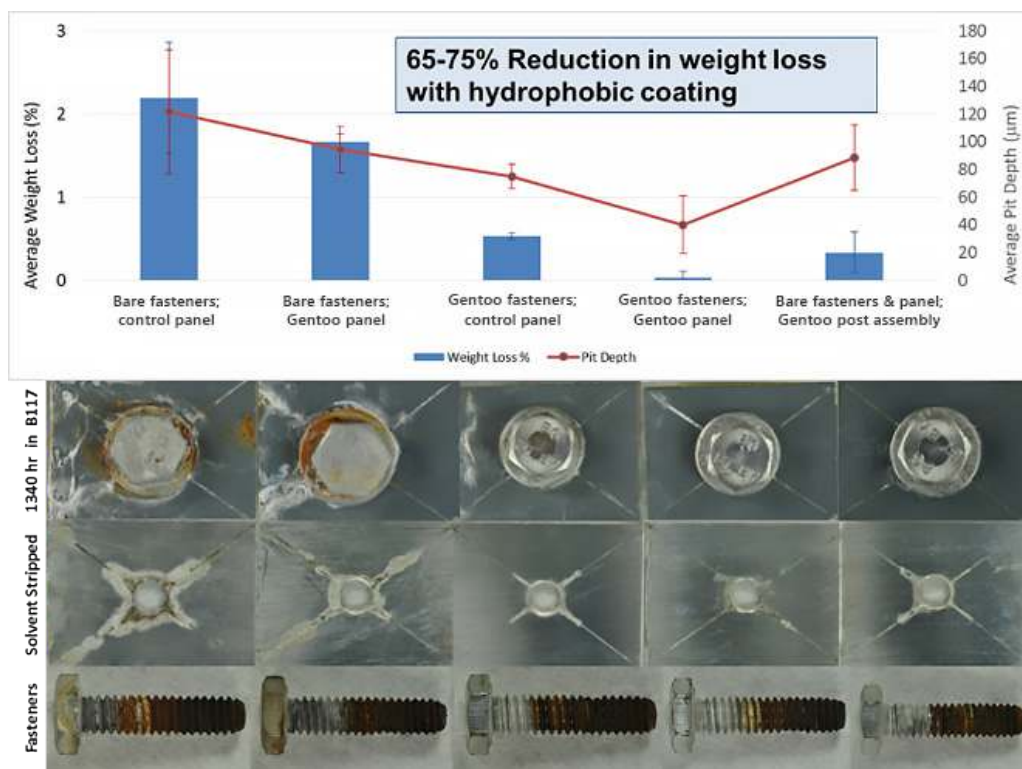 65-75% Reduction in weight loss
with hydrophobic coating
Average Weight Loss (%)
3
2
1
0
Average Pit Depth (µm)
180
160
140
120
100
80
60
40
20
0
Bare fasteners;
control panel
Bare fasteners;
Gentoo panel
Gentoo fasteners;
control panel
Gentoo fasteners;
Gentoo panel
Bare fasteners & panel;
Gentoo post assembly
Weight Loss %
Pit Depth
1340 hr in B117
Solvent Stripped
Fasteners